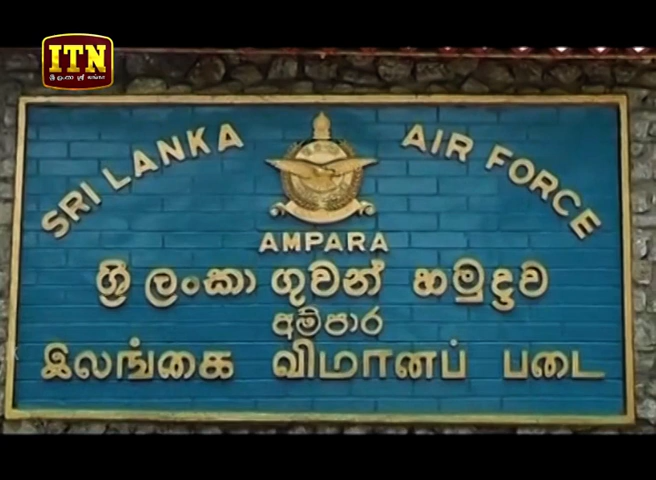 ITN
ශ්‍රී ලංකා
SRI LANKA AIR FORCE
AMPARA
ශ්‍රී ලංකා ගුවන් හමුදාව
අම්පාර
இலங்கை விமானப் படை